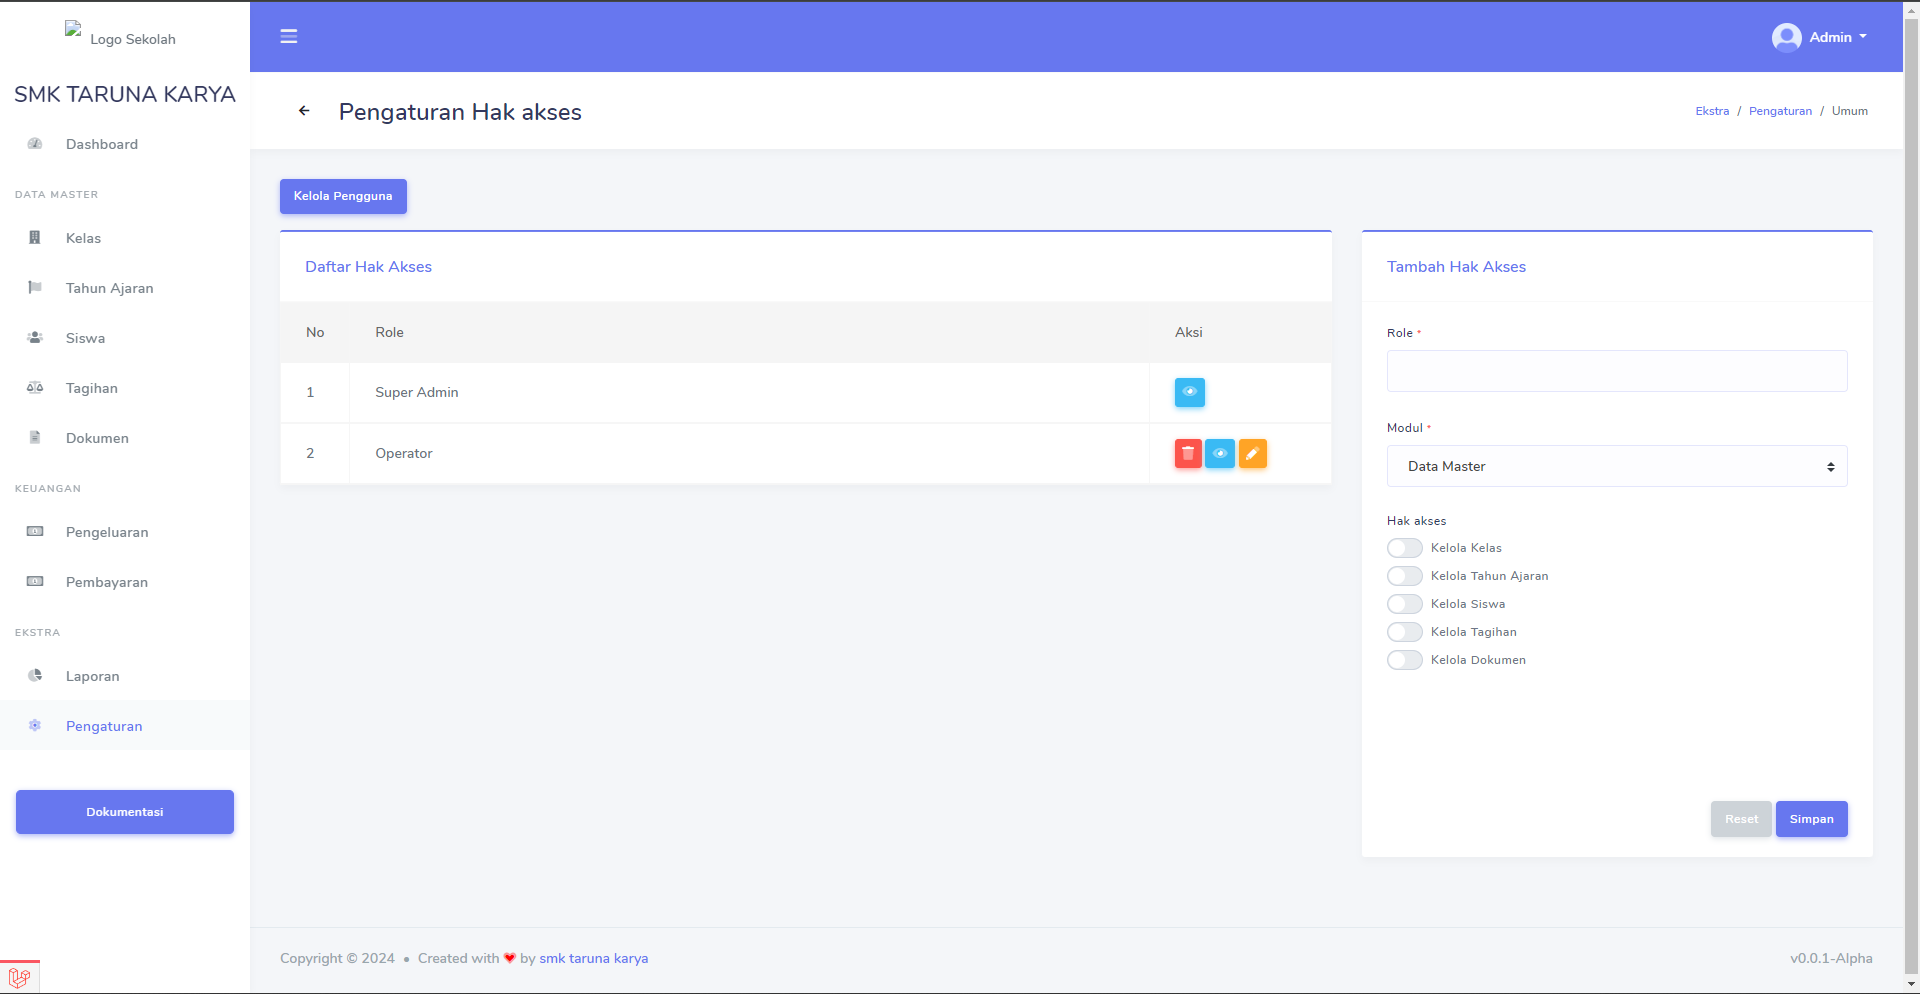 Logo Sekolah
SMK TARUNA KARYA
Dashboard
DATA MASTER
Kelas
Tahun Ajaran
Siswa
Tagihan
Dokumen
KEUANGAN
Pengeluaran
Pembayaran
EKSTRA
Laporan
Pengaturan
Dokumentasi
Admin
Pengaturan Hak akses
Ekstra / Pengaturan / Umum
Kelola Pengguna
Daftar Hak Akses
No Role Aksi
1 Super Admin
2 Operator
Tambah Hak Akses
Role *
Modul *
Data Master
Hak akses
Kelola Kelas
Kelola Tahun Ajaran
Kelola Siswa
Kelola Tagihan
Kelola Dokumen
Reset Simpan
Copyright © 2024 • Created with ❤ by smk taruna karya
v0.0.1-Alpha